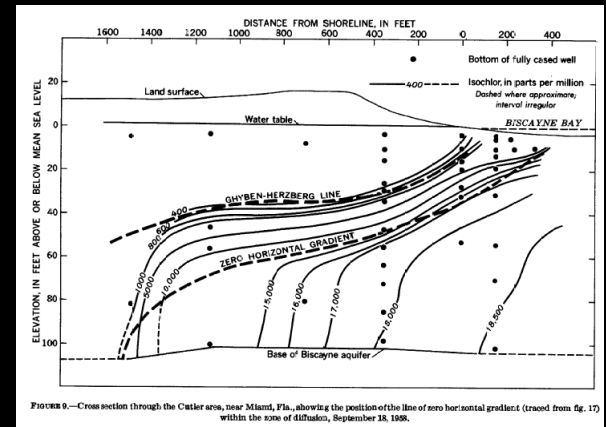 DISTANCE FROM SHORELINE, IN FEET
1600 1400 1200 1000 800 600 400 200 0 200 400
Bottom of fully cased well
400 Isochlor, in parts per million
Dashed where approximate;
interval irregular
20
Land surface
Water table
BISCAYNE BAY
0
20
GHYBEN-HERZBERG LINE
400
600
800
40
ZERO HORIZONTAL GRADIENT
60
1000
5000
10,000
15,000
16,000
17,000
18,000
18,500
80
100
Base of Biscayne aquifer
ELEVATION, IN FEET ABOVE OR BELOW MEAN SEA LEVEL
FIGURE 9.—Cross section through the Cutler area, near Miami, Fla., showing the position of the line of zero horizontal gradient (traced from fig. 17)
within the zone of diffusion, September 18, 1958.